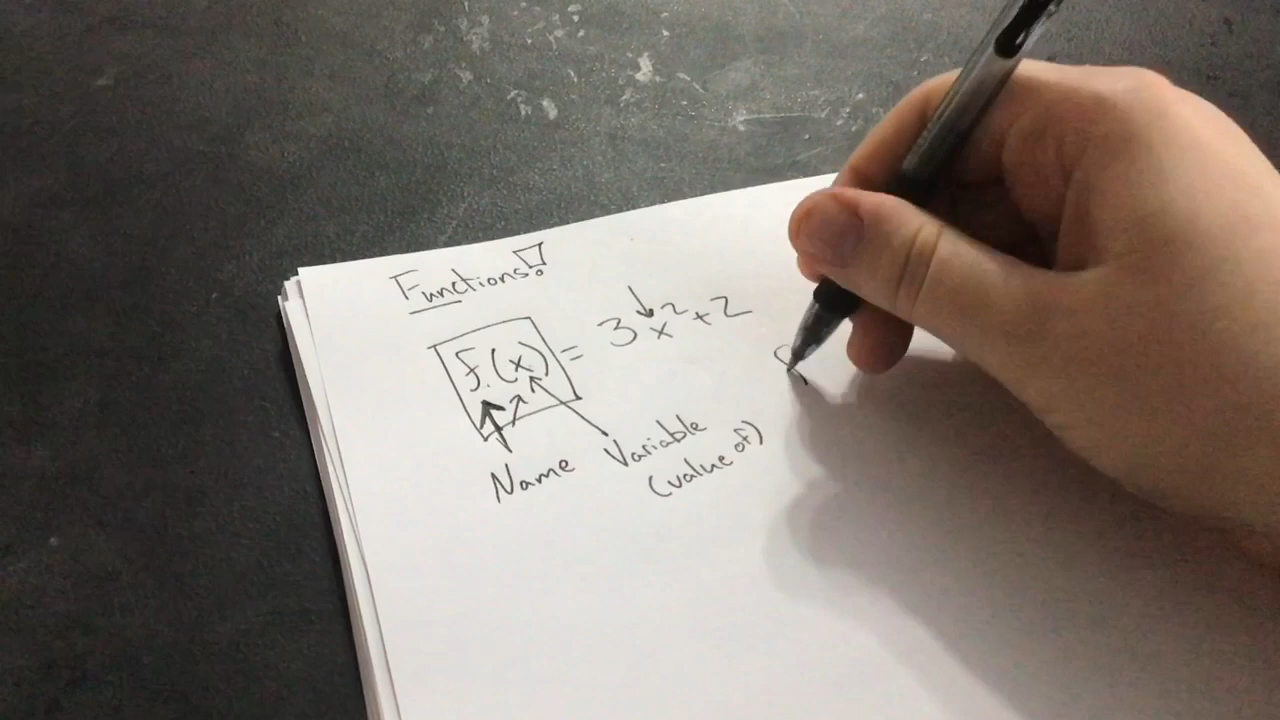 Functions!
f(x) = 3x²+2
Name Variable
(value of)